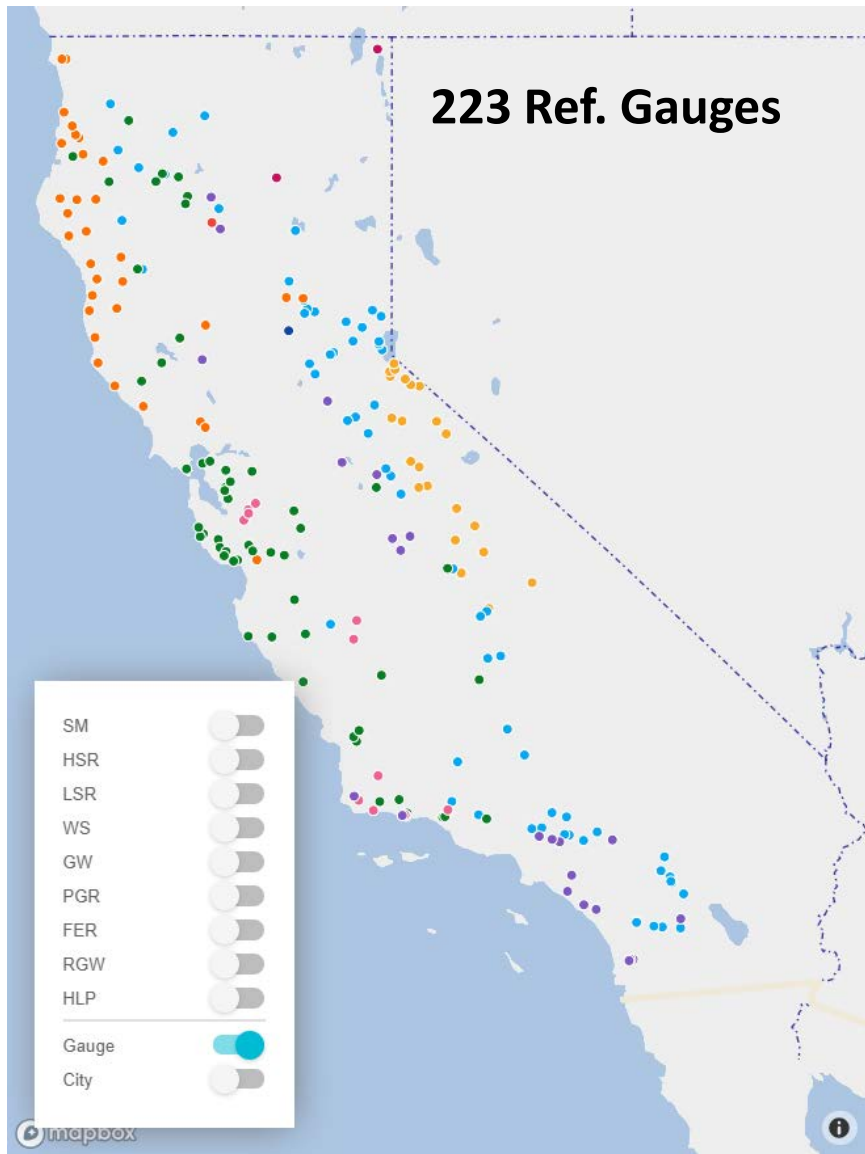 223 Ref. Gauges
SM
HSR
LSR
WS
GW
PGR
FER
RGW
HLP
Gauge
City
mapbox